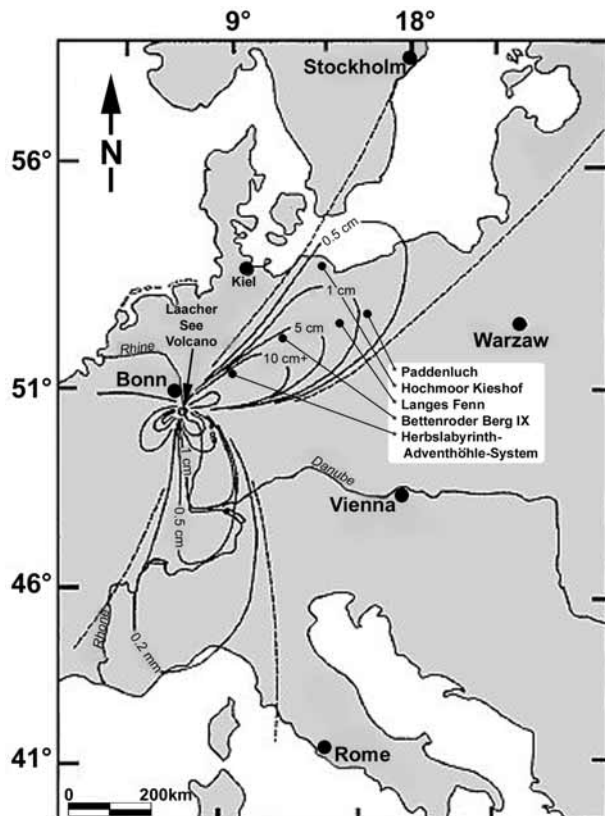 9° 18°
Stockholm
N
56°
0.5 cm
Kiel
1 cm
Laacher
See
Volcano
5 cm
Warzaw
Rhine
10 cm+
51°
Bonn
Paddenluch
Hochmoor Kieshof
Langes Fenn
Bettenroder Berg IX
Herbslabyrinth-
Adventhöhle-System
1 cm
Danube
Vienna
0.5 cm
46°
Rhone
0.2 mm
41°
Rome
0 200km